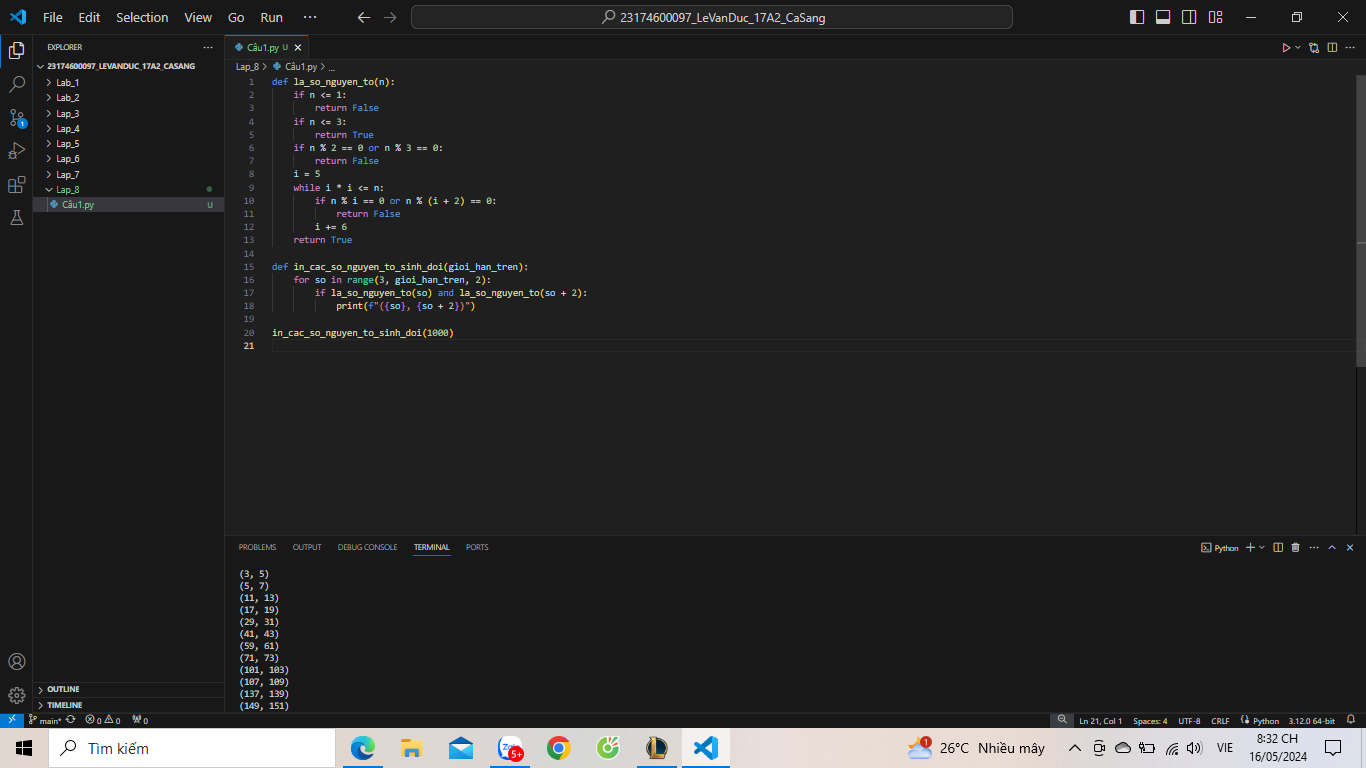 File Edit Selection View Go Run ···
23174600097_LeVanDuc_17A2_CaSang
EXPLORER
23174600097_LEVANDUC_17A2_CASANG
Lab_1
Lab_2
Lap_3
Lap_4
Lap_5
Lap_6
Lap_7
Lap_8
Câu1.py U
1
Câu1.py U
Lap_8 > Câu1.py > ...
1 def la_so_nguyen_to(n):
2 if n <= 1:
3 return False
4 if n <= 3:
5 return True
6 if n % 2 == 0 or n % 3 == 0:
7 return False
8 i = 5
9 while i * i <= n:
10 if n % i == 0 or n % (i + 2) == 0:
11 return False
12 i += 6
13 return True
14
15 def in_cac_so_nguyen_to_sinh_doi(gioi_han_tren):
16 for so in range(3, gioi_han_tren, 2):
17 if la_so_nguyen_to(so) and la_so_nguyen_to(so + 2):
18 print(f"({so}, {so + 2})")
19
20 in_cac_so_nguyen_to_sinh_doi(1000)
21
PROBLEMS OUTPUT DEBUG CONSOLE TERMINAL PORTS
Python
(3, 5)
(5, 7)
(11, 13)
(17, 19)
(29, 31)
(41, 43)
(59, 61)
(71, 73)
(101, 103)
(107, 109)
(137, 139)
(149, 151)
OUTLINE
TIMELINE
main* 0 0 0
Ln 21, Col 1 Spaces: 4 UTF-8 CRLF Python 3.12.0 64-bit
Tìm kiếm
5+
1
26°C Nhiều mây
VIE
8:32 CH
16/05/2024